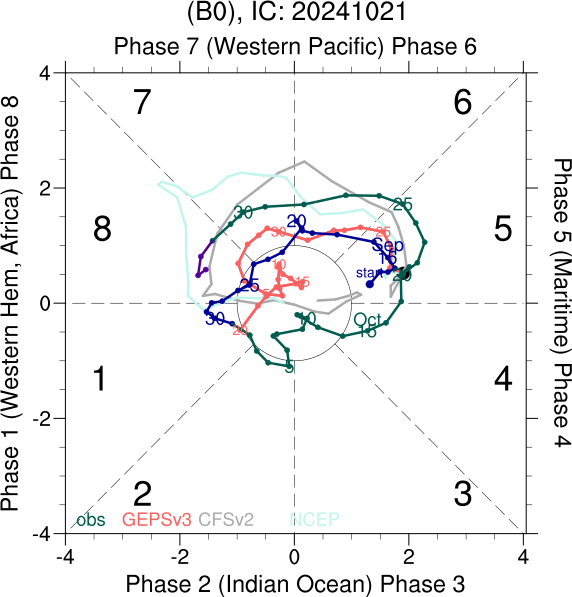 (B0), IC: 20241021
Phase 7 (Western Pacific) Phase 6
4
7
6
2
8
5
0
1
4
-2
2
3
-4
Phase 1 (Western Hem, Africa) Phase 8
Phase 5 (Maritime) Phase 4
30
25
20
30
25
Sep
15
start
20
10
15
5
25
30
20
Oct
15
10
5
obs GEPSv3 CFSv2 NCEP
-4 -2 0 2 4
Phase 2 (Indian Ocean) Phase 3